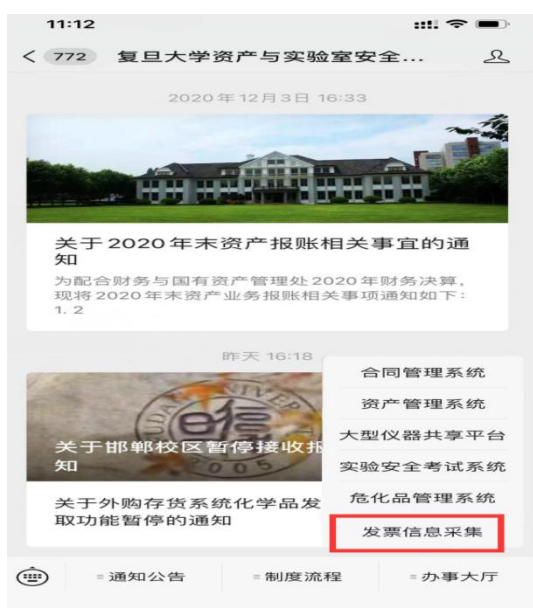 11:12
772 复旦大学资产与实验室安全...
2020年12月3日 16:33
关于2020年末资产报账相关事宜的通
知
为配合财务与国有资产管理处2020年财务决算,
现将2020年末资产业务报账相关事项通知如下:
1. 2
昨天 16:18
关于邯郸校区暂停接收报
知
2005
关于外购存货系统化学品发
取功能暂停的通知
合同管理系统
资产管理系统
大型仪器共享平台
实验安全考试系统
危化品管理系统
发票信息采集
通知公告
制度流程
办事大厅